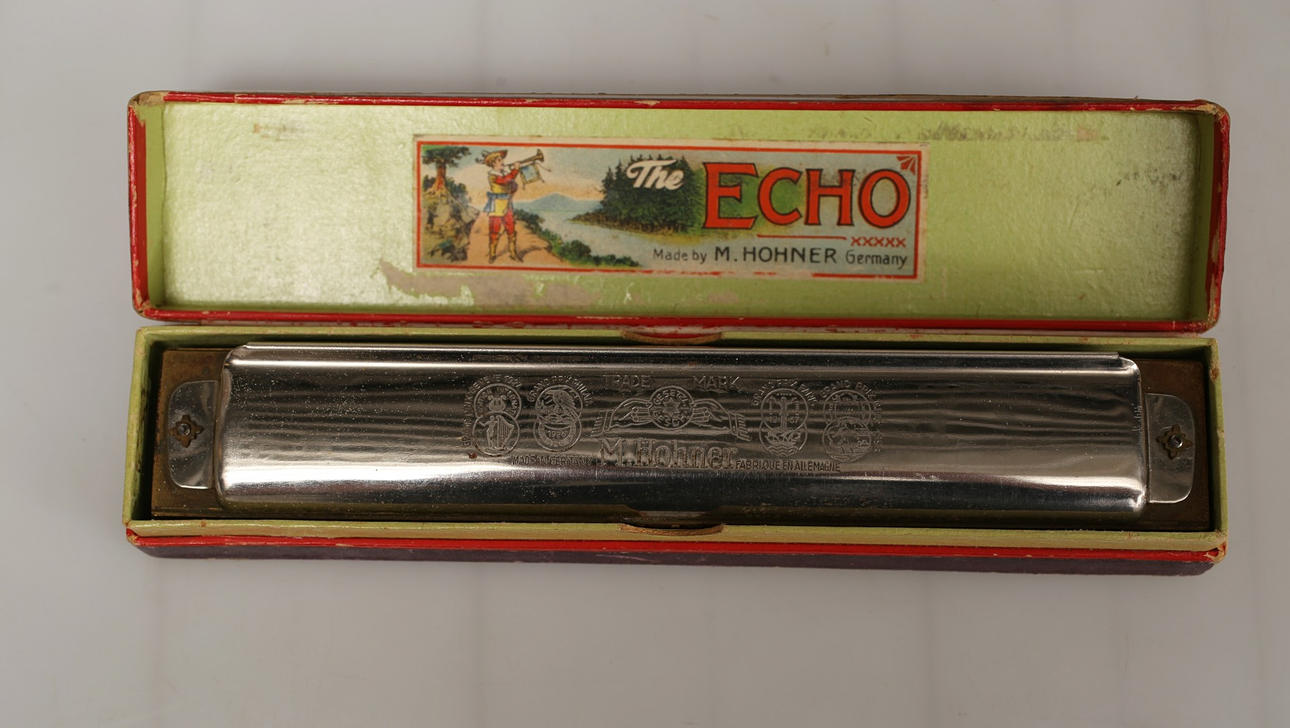 The ECHO
xxxxx
Made by M. HOHNER Germany
TRADE MARK
M. Hohner
MADE IN GERMANY
FABRIQUE EN ALLEMAGNE